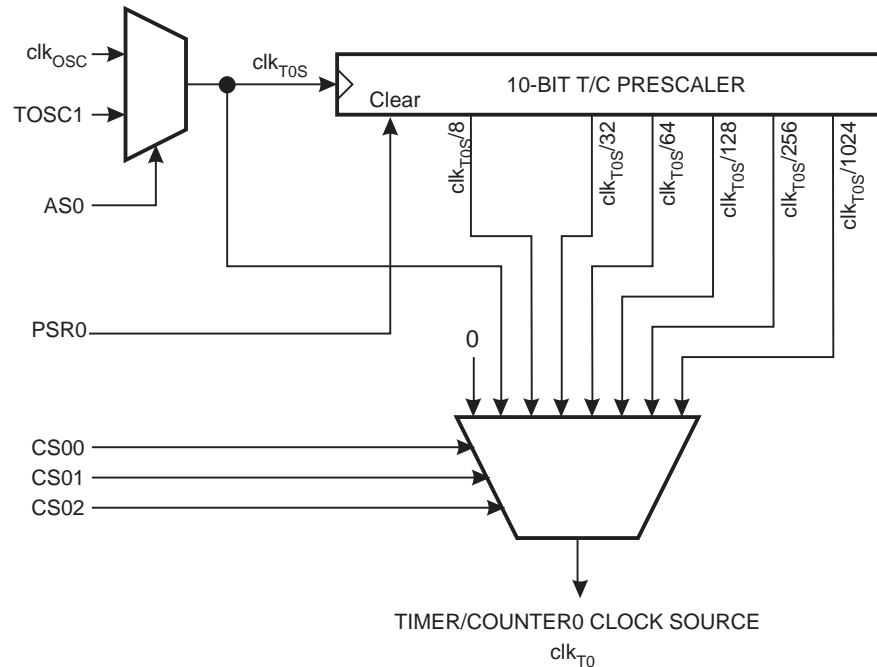 clkOSC
TOSC1
AS0
clkT0S
10-BIT T/C PRESCALER
Clear
clkT0S/8
clkT0S/32
clkT0S/64
clkT0S/128
clkT0S/256
clkT0S/1024
PSR0
0
CS00
CS01
CS02
TIMER/COUNTER0 CLOCK SOURCE
clkT0